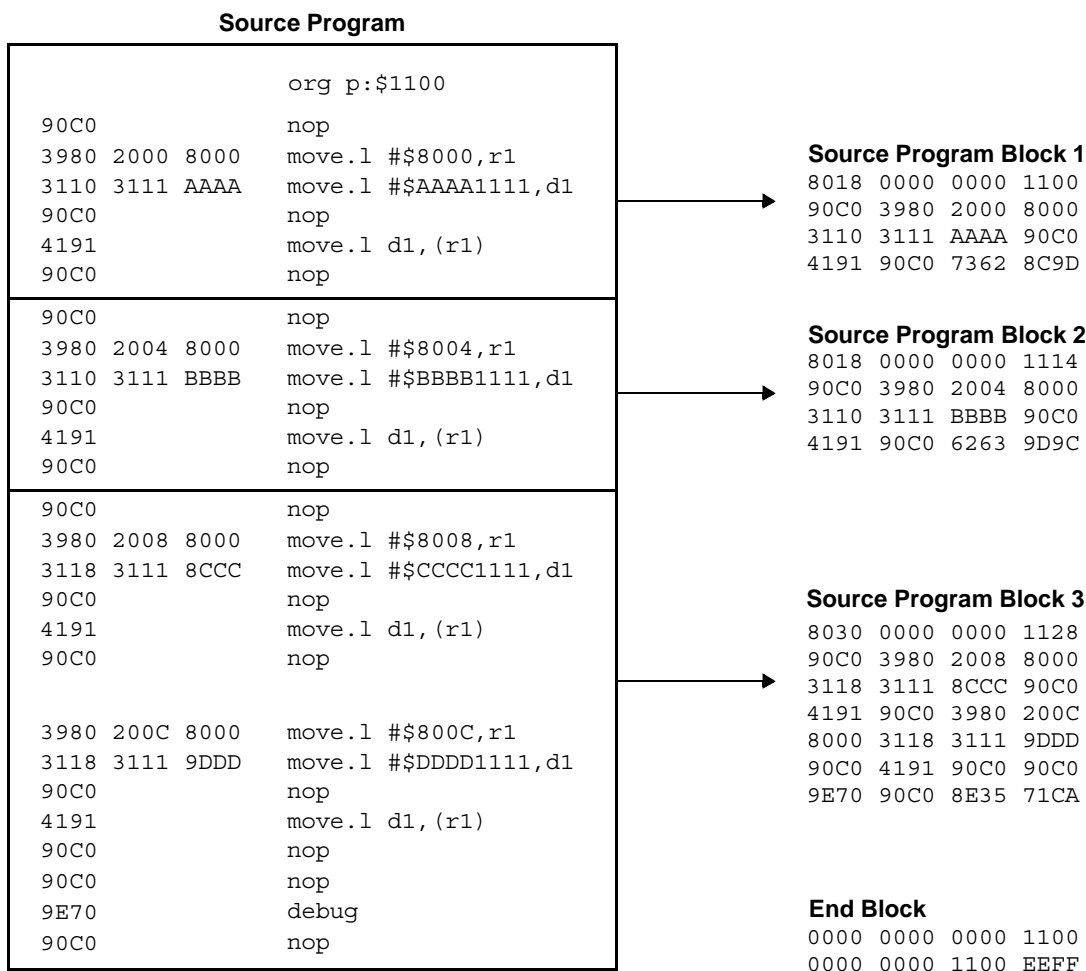 Source Program
org p:$1100
90C0 nop
3980 2000 8000 move.l #$8000,r1
3110 3111 AAAA move.l #$AAAA1111,d1
90C0 nop
4191 move.l d1,(r1)
90C0 nop
90C0 nop
3980 2004 8000 move.l #$8004,r1
3110 3111 BBBB move.l #$BBBB1111,d1
90C0 nop
4191 move.l d1,(r1)
90C0 nop
90C0 nop
3980 2008 8000 move.l #$8008,r1
3118 3111 8CCC move.l #$CCCC1111,d1
90C0 nop
4191 move.l d1,(r1)
90C0 nop
3980 200C 8000 move.l #$800C,r1
3118 3111 9DDD move.l #$DDDD1111,d1
90C0 nop
4191 move.l d1,(r1)
90C0 nop
90C0 nop
9E70 debug
90C0 nop
Source Program Block 1
8018 0000 0000 1100
90C0 3980 2000 8000
3110 3111 AAAA 90C0
4191 90C0 7362 8C9D
Source Program Block 2
8018 0000 0000 1114
90C0 3980 2004 8000
3110 3111 BBBB 90C0
4191 90C0 6263 9D9C
Source Program Block 3
8030 0000 0000 1128
90C0 3980 2008 8000
3118 3111 8CCC 90C0
4191 90C0 3980 200C
8000 3118 3111 9DDD
90C0 4191 90C0 90C0
9E70 90C0 8E35 71CA
End Block
0000 0000 0000 1100
0000 0000 1100 EEFF